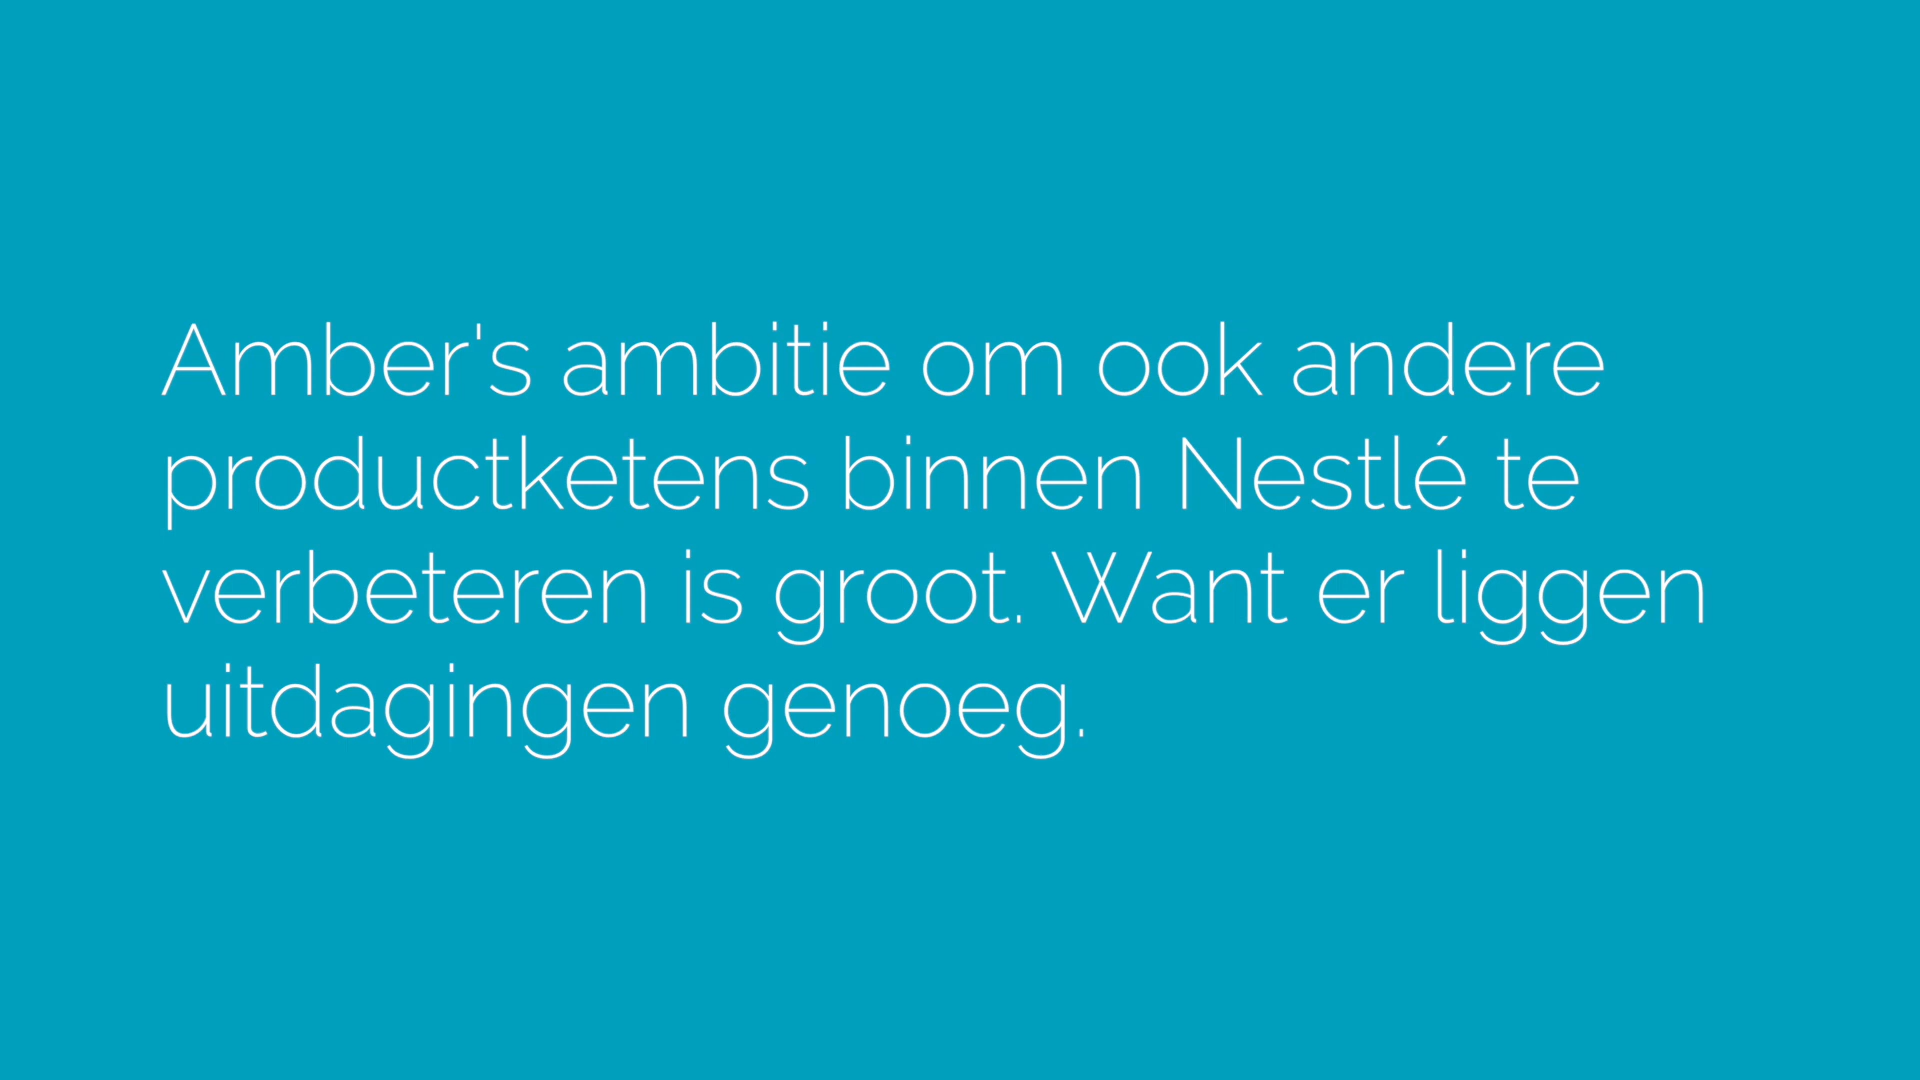 Amber's ambitie om ook andere
productketens binnen Nestlé te
verbeteren is groot. Want er liggen
uitdagingen genoeg.